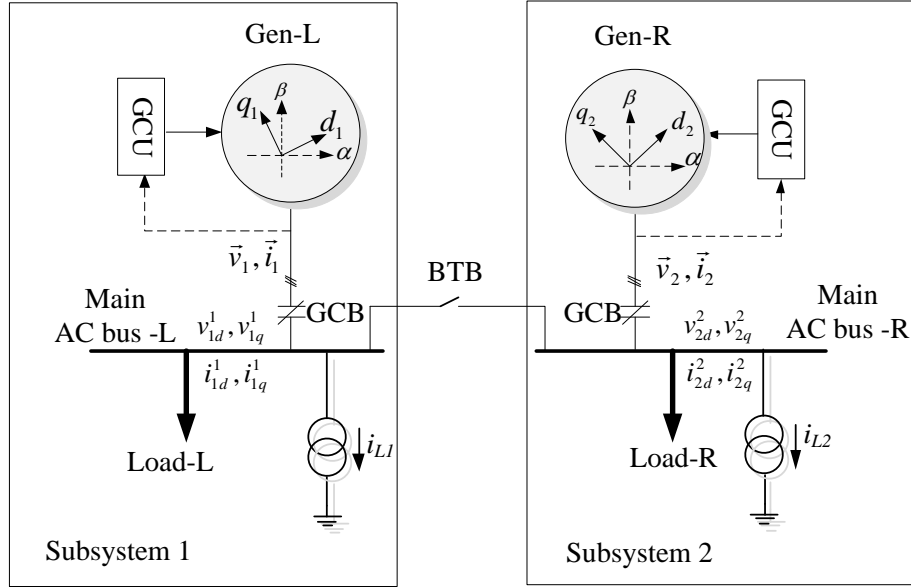 Gen-L
Gen-R
GCU
β
q₁
d₁
α
β
q₂
d₂
α
GCU
v⃗₁, i⃗₁
BTB
v⃗₂, i⃗₂
Main
AC bus -L
GCB
GCB
Main
AC bus -R
v¹₁d, v¹₁q
v²₂d, v²₂q
i¹₁d, i¹₁q
i²₂d, i²₂q
Load-L
iL1
Load-R
iL2
Subsystem 1
Subsystem 2